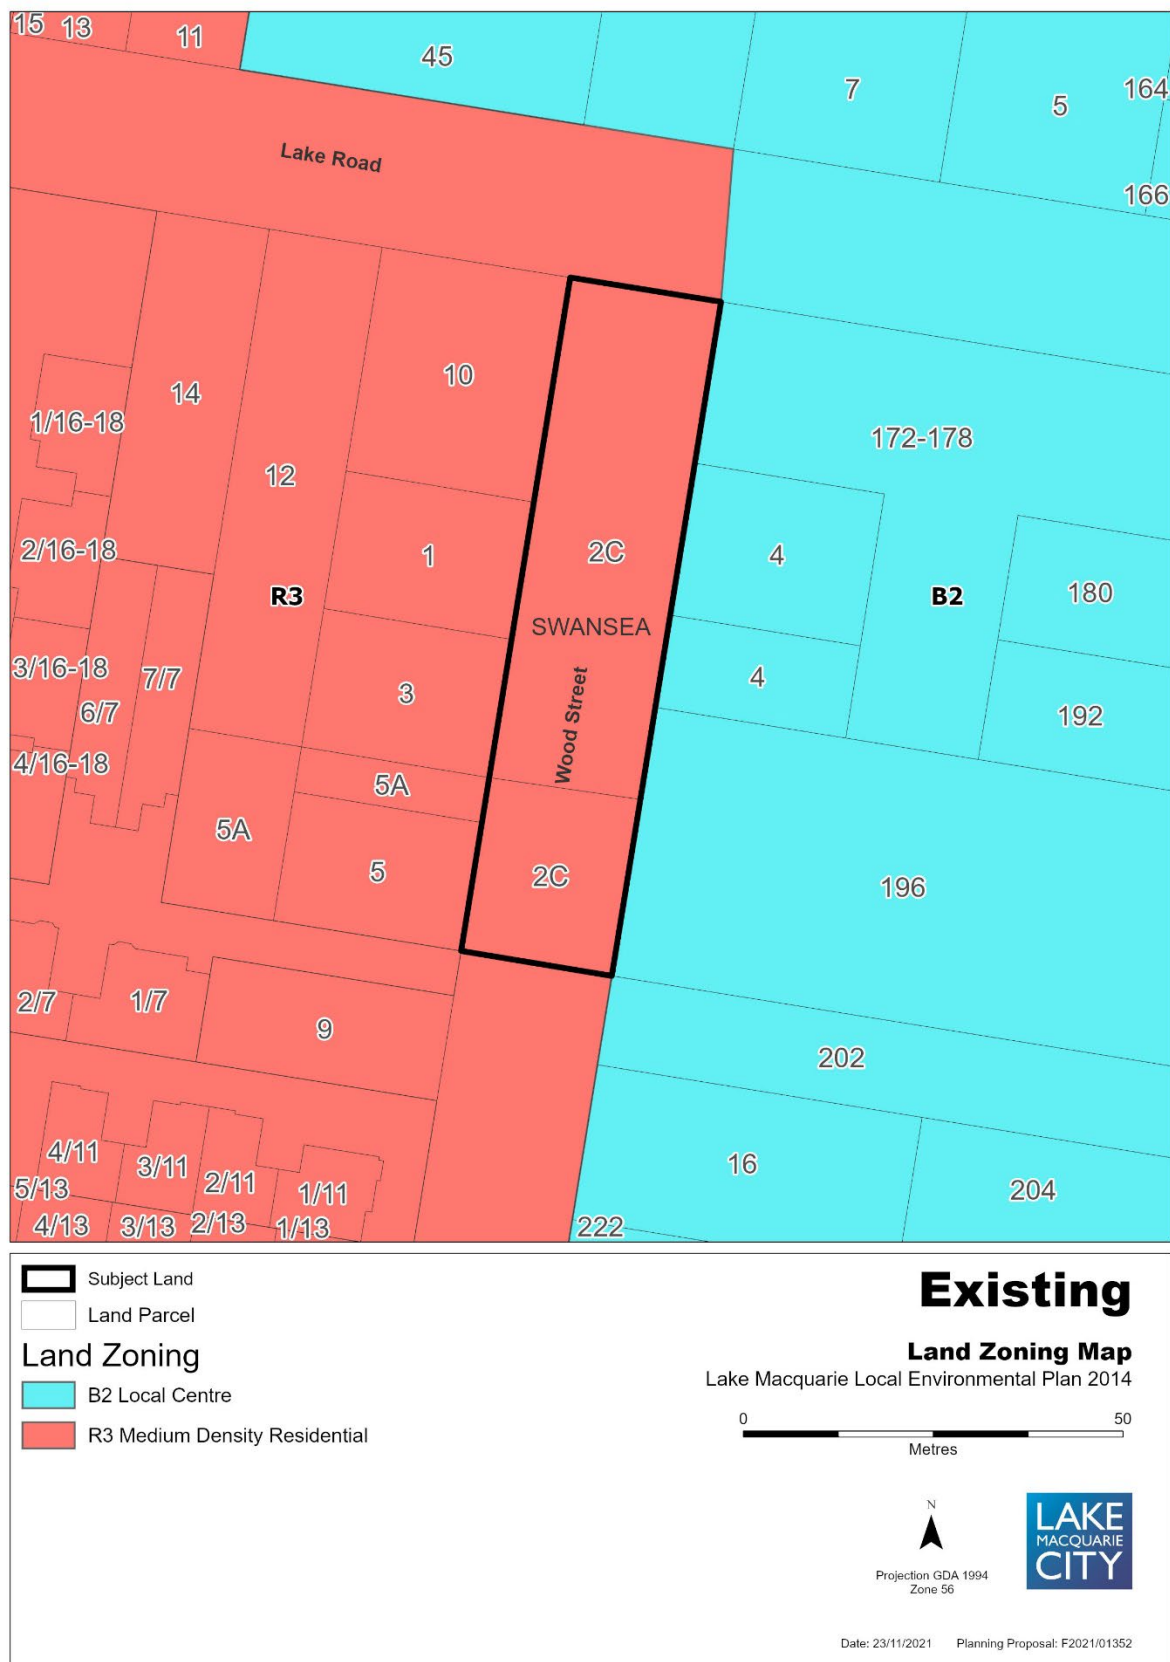 15
13
11
45
7
5
164
166
Lake Road
10
14
1/16-18
12
172-178
2/16-18
1
2C
4
R3
B2
180
SWANSEA
3/16-18
7/7
6/7
3
Wood Street
4
192
4/16-18
5A
5A
5
2C
196
2/7
1/7
9
202
4/11
3/11
2/11
1/11
16
204
5/13
4/13
3/13
2/13
1/13
222
Subject Land
Land Parcel
Land Zoning
B2 Local Centre
R3 Medium Density Residential
Existing
Land Zoning Map
Lake Macquarie Local Environmental Plan 2014
0
50
Metres
N
Projection GDA 1994
Zone 56
LAKE
MACQUARIE
CITY
Date: 23/11/2021
Planning Proposal: F2021/01352